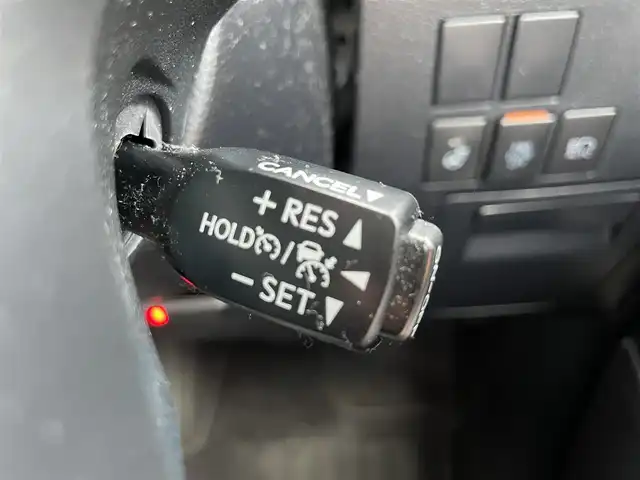 CANCEL▼
+ RES ▲
HOLD / ◀
− SET ▼